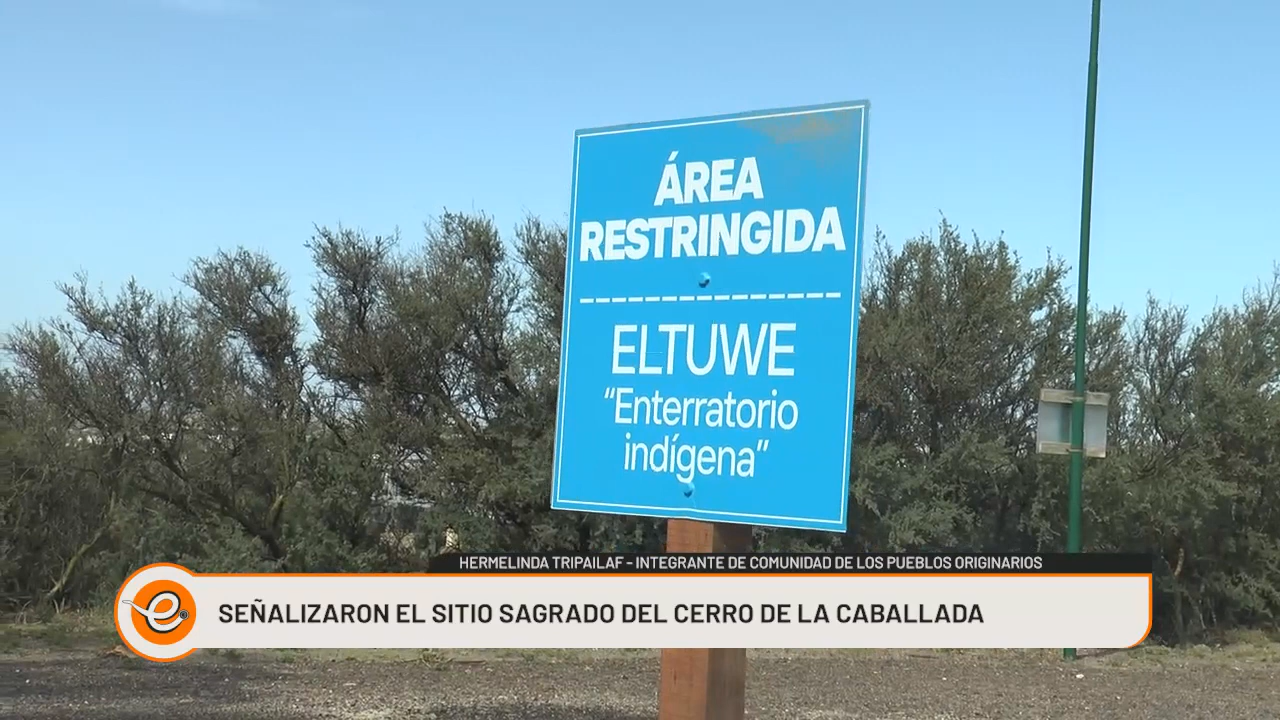 ÁREA
RESTRINGIDA
ELTUWE
“Enterratorio
indígena”
HERMELINDA TRIPAILAF - INTEGRANTE DE COMUNIDAD DE LOS PUEBLOS ORIGINARIOS
SEÑALIZARON EL SITIO SAGRADO DEL CERRO DE LA CABALLADA